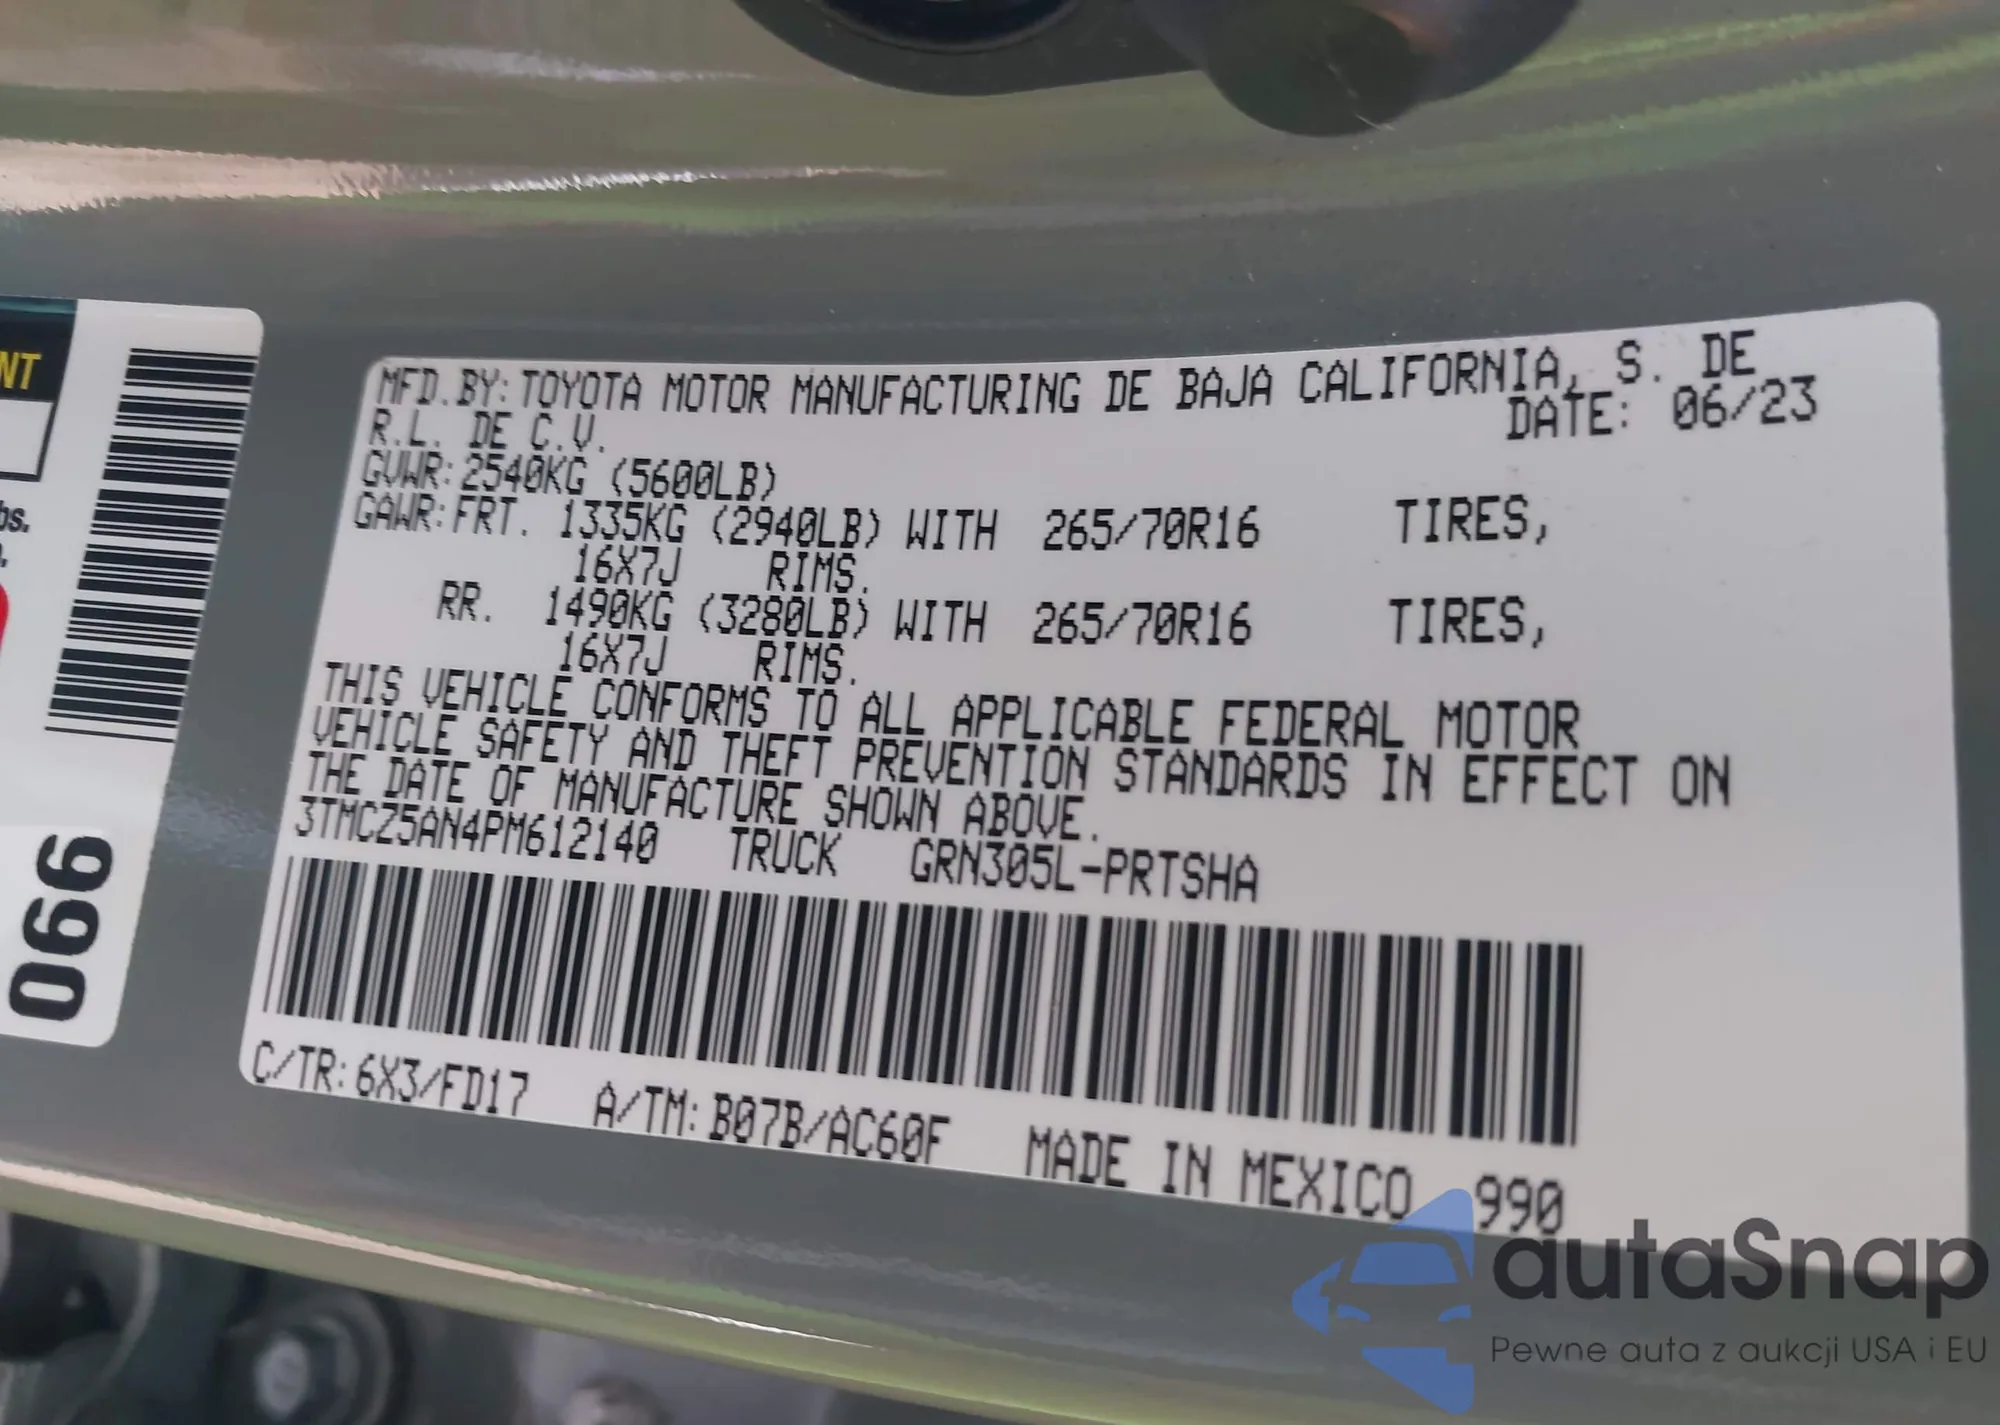 NT
bs.
990
MFD.BY: TOYOTA MOTOR MANUFACTURING DE BAJA CALIFORNIA, S. DE
R.L. DE C.V. DATE: 06/23
GVWR: 2540KG (5600LB)
GAWR: FRT. 1335KG (2940LB) WITH 265/70R16 TIRES,
16X7J RIMS.
RR. 1490KG (3280LB) WITH 265/70R16 TIRES,
16X7J RIMS.
THIS VEHICLE CONFORMS TO ALL APPLICABLE FEDERAL MOTOR
VEHICLE SAFETY AND THEFT PREVENTION STANDARDS IN EFFECT ON
THE DATE OF MANUFACTURE SHOWN ABOVE.
3TMCZ5AN4PM612140 TRUCK GRN305L-PRTSHA
C/TR: 6X3/FD17 A/TM: B07B/AC60F MADE IN MEXICO 990
autaSnap
Pewne auta z aukcji USA i EU